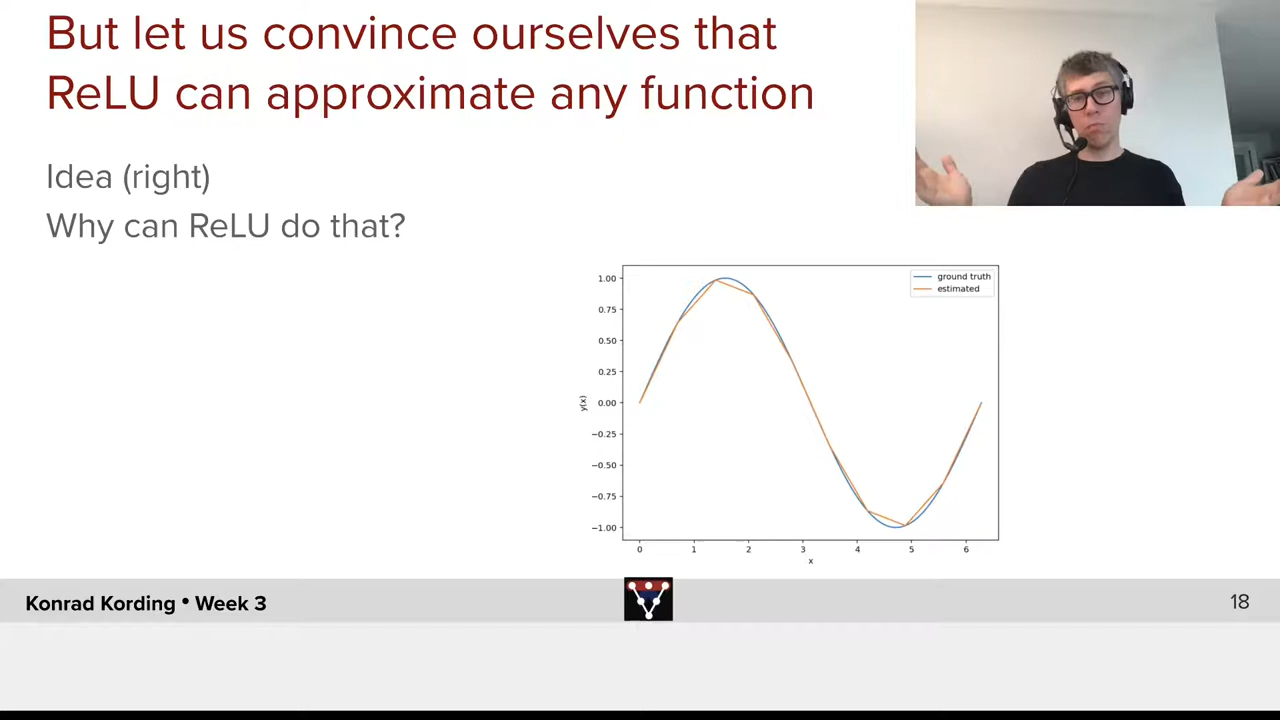 But let us convince ourselves that
ReLU can approximate any function
Idea (right)
Why can ReLU do that?
ground truth
estimated
1.00
0.75
0.50
0.25
0.00
−0.25
−0.50
−0.75
−1.00
y(x)
0 1 2 3 4 5 6
x
Konrad Kording • Week 3
18